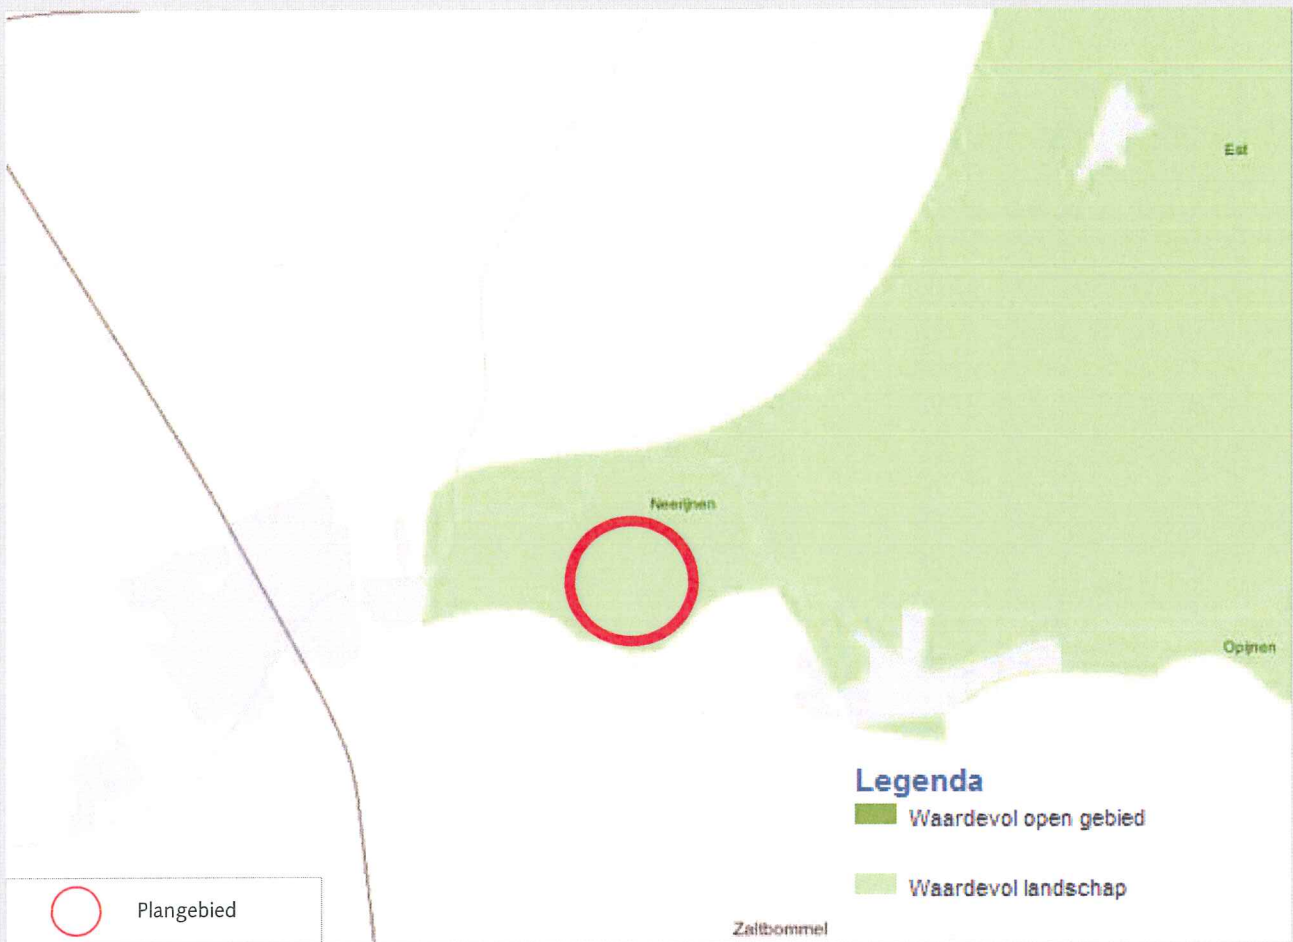 Est
Neerijnen
Opijnen
Legenda
Waardevol open gebied
Waardevol landschap
Plangebied
Zaltbommel